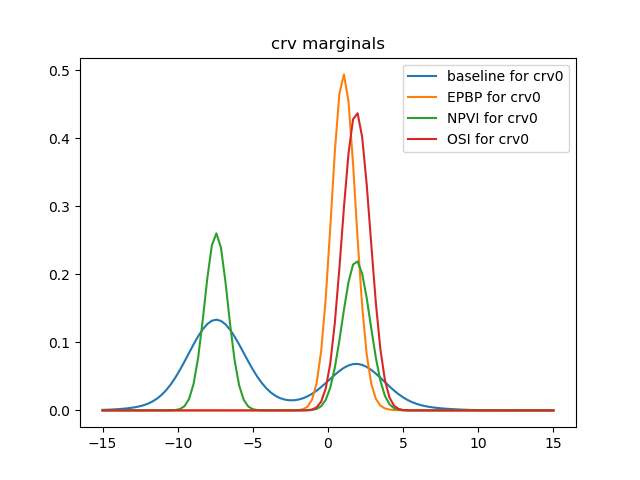 crv marginals
baseline for crv0
EPBP for crv0
NPVI for crv0
OSI for crv0
0.5
0.4
0.3
0.2
0.1
0.0
−15 −10 −5 0 5 10 15